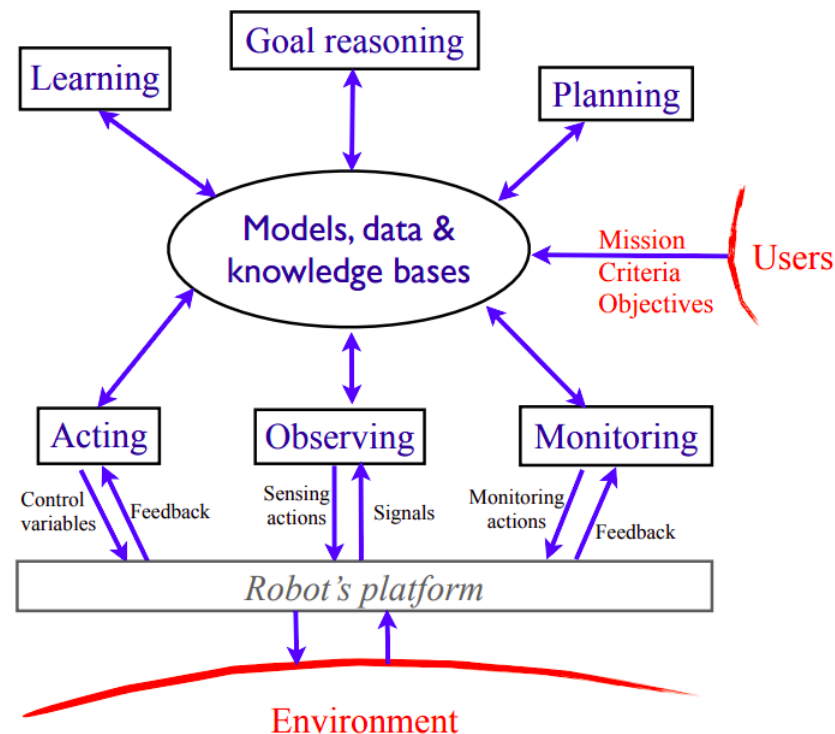 Goal reasoning
Learning
Planning
Models, data &
knowledge bases
Mission
Criteria
Objectives
Users
Acting
Observing
Monitoring
Control
variables
Feedback
Sensing
actions
Signals
Monitoring
actions
Feedback
Robot's platform
Environment